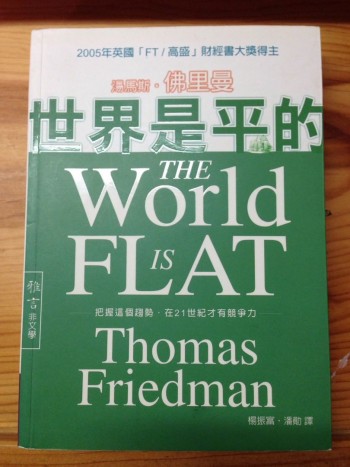 2005年英國「FT/高盛」財經書大獎得主
湯馬斯·佛里曼
世界是平的
THE
World
IS
FLAT
把握這個趨勢,在21世紀才有競爭力
Thomas
Friedman
雅言
非文學
楊振富·潘勛 譯